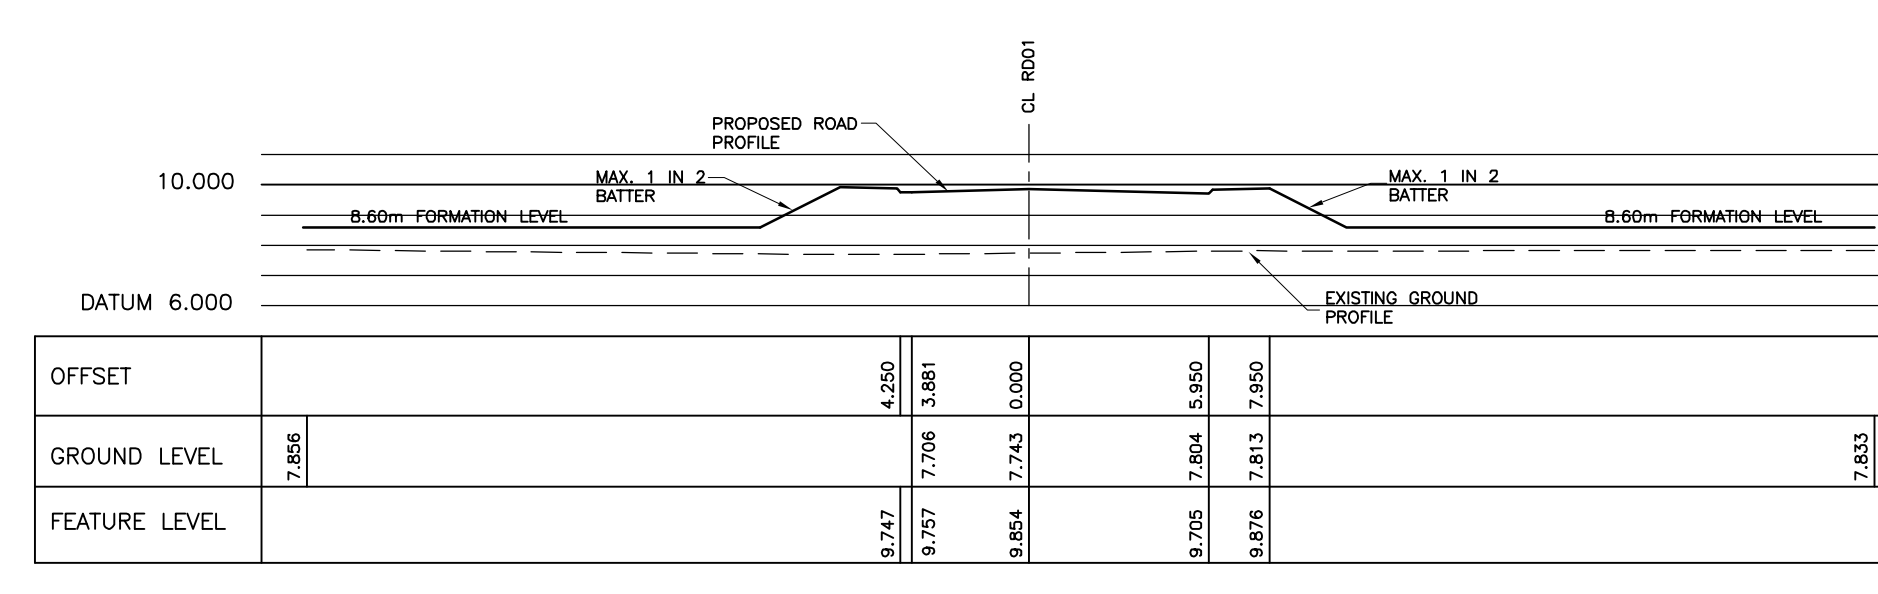 CL RD01
PROPOSED ROAD
PROFILE
10.000
MAX. 1 IN 2
BATTER
MAX. 1 IN 2
BATTER
8.60m FORMATION LEVEL
8.60m FORMATION LEVEL
DATUM 6.000
EXISTING GROUND
PROFILE
OFFSET
4.250
3.881
0.000
5.950
7.950
GROUND LEVEL
7.856
7.706
7.743
7.804
7.813
7.833
FEATURE LEVEL
9.747
9.757
9.854
9.705
9.876